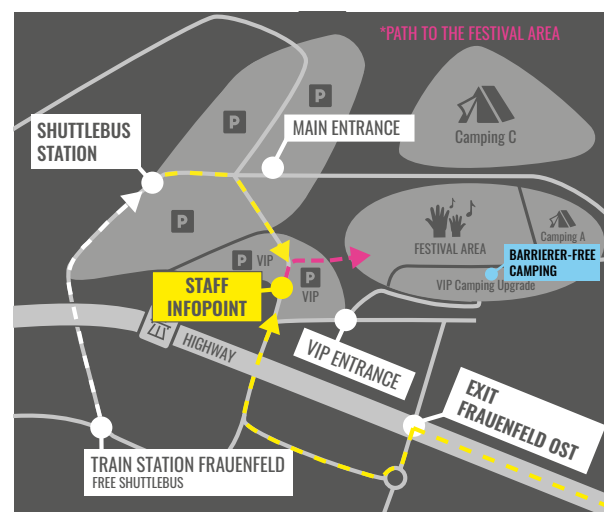 *PATH TO THE FESTIVAL AREA
P
P
SHUTTLEBUS
STATION
MAIN ENTRANCE
Camping C
P
FESTIVAL AREA
Camping A
P VIP
P
VIP
BARRIERER-FREE
CAMPING
VIP Camping Upgrade
STAFF
INFOPOINT
HIGHWAY
VIP ENTRANCE
EXIT
FRAUENFELD OST
TRAIN STATION FRAUENFELD
FREE SHUTTLEBUS